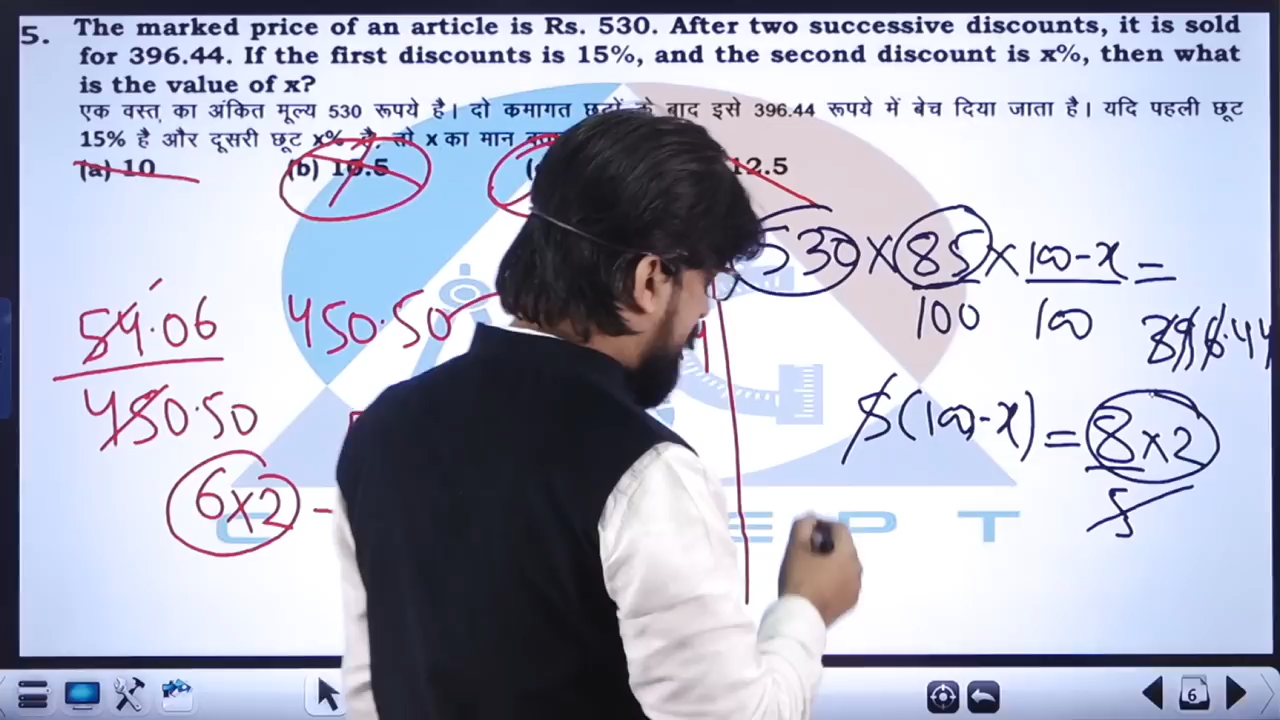 5. The marked price of an article is Rs. 530. After two successive discounts, it is sold
for 396.44. If the first discounts is 15%, and the second discount is x%, then what
is the value of x?
एक वस्तु का अंकित मूल्य 530 रूपये है। दो कमागत छूटों के बाद इसे 396.44 रूपये में बेच दिया जाता है। यदि पहली छूट
15% है और दूसरी छूट x% है, तो x का मान
(a) 10 (b) 10.5 12.5
530 × 85/100 × 100-x/100 =
396.44
84.06/450.50
450.50
5(100-x) = 8×2/5
6×2
E P T
6